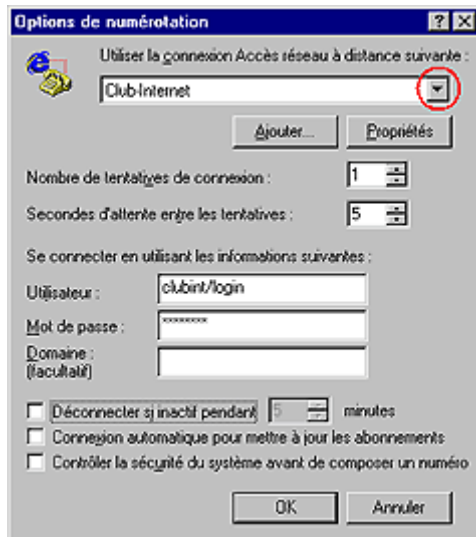 Options de numérotation
Utiliser la connexion Accès réseau à distance suivante :
Club-Internet
Ajouter... Propriétés
Nombre de tentatives de connexion : 1
Secondes d'attente entre les tentatives : 5
Se connecter en utilisant les informations suivantes :
Utilisateur : clubint/login
Mot de passe : ********
Domaine :
(facultatif)
Déconnecter si inactif pendant 5 minutes
Connexion automatique pour mettre à jour les abonnements
Contrôler la sécurité du système avant de composer un numéro
OK Annuler